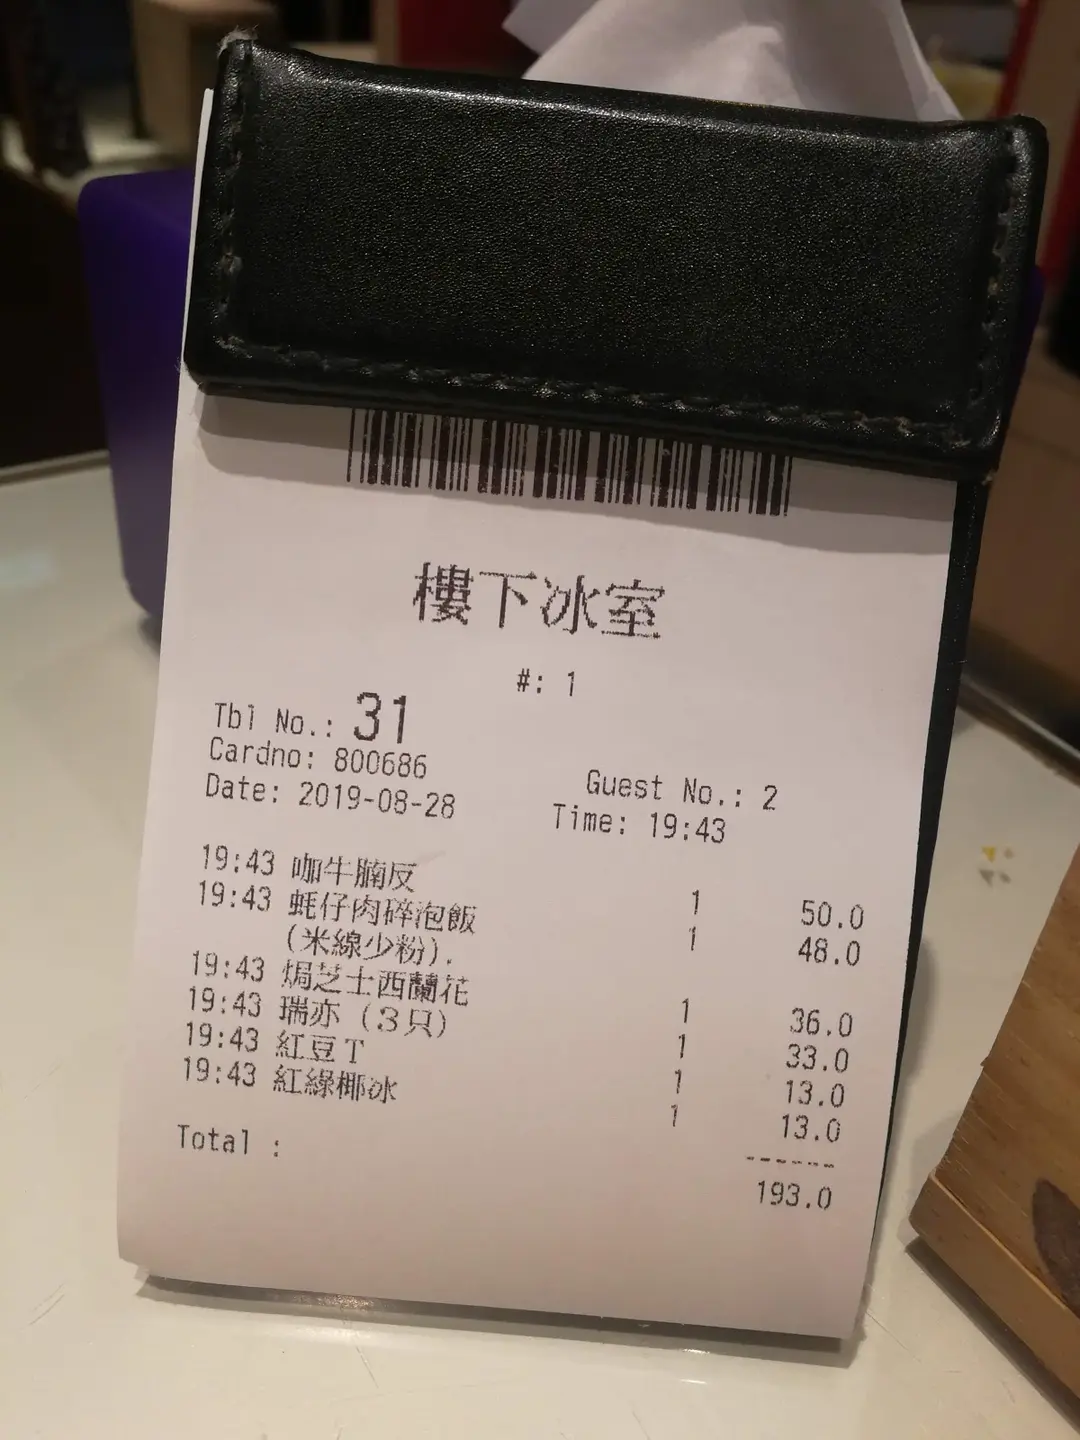 樓下冰室
#: 1
Tbl No.: 31
Cardno: 800686 Guest No.: 2
Date: 2019-08-28 Time: 19:43
19:43 咖牛腩反 1 50.0
19:43 蚝仔肉碎泡飯 1 48.0
(米線少粉).
19:43 焗芝士西蘭花 1 36.0
19:43 瑞亦 (3只) 1 33.0
19:43 紅豆T 1 13.0
19:43 紅綠椰冰 1 13.0
------
Total : 193.0